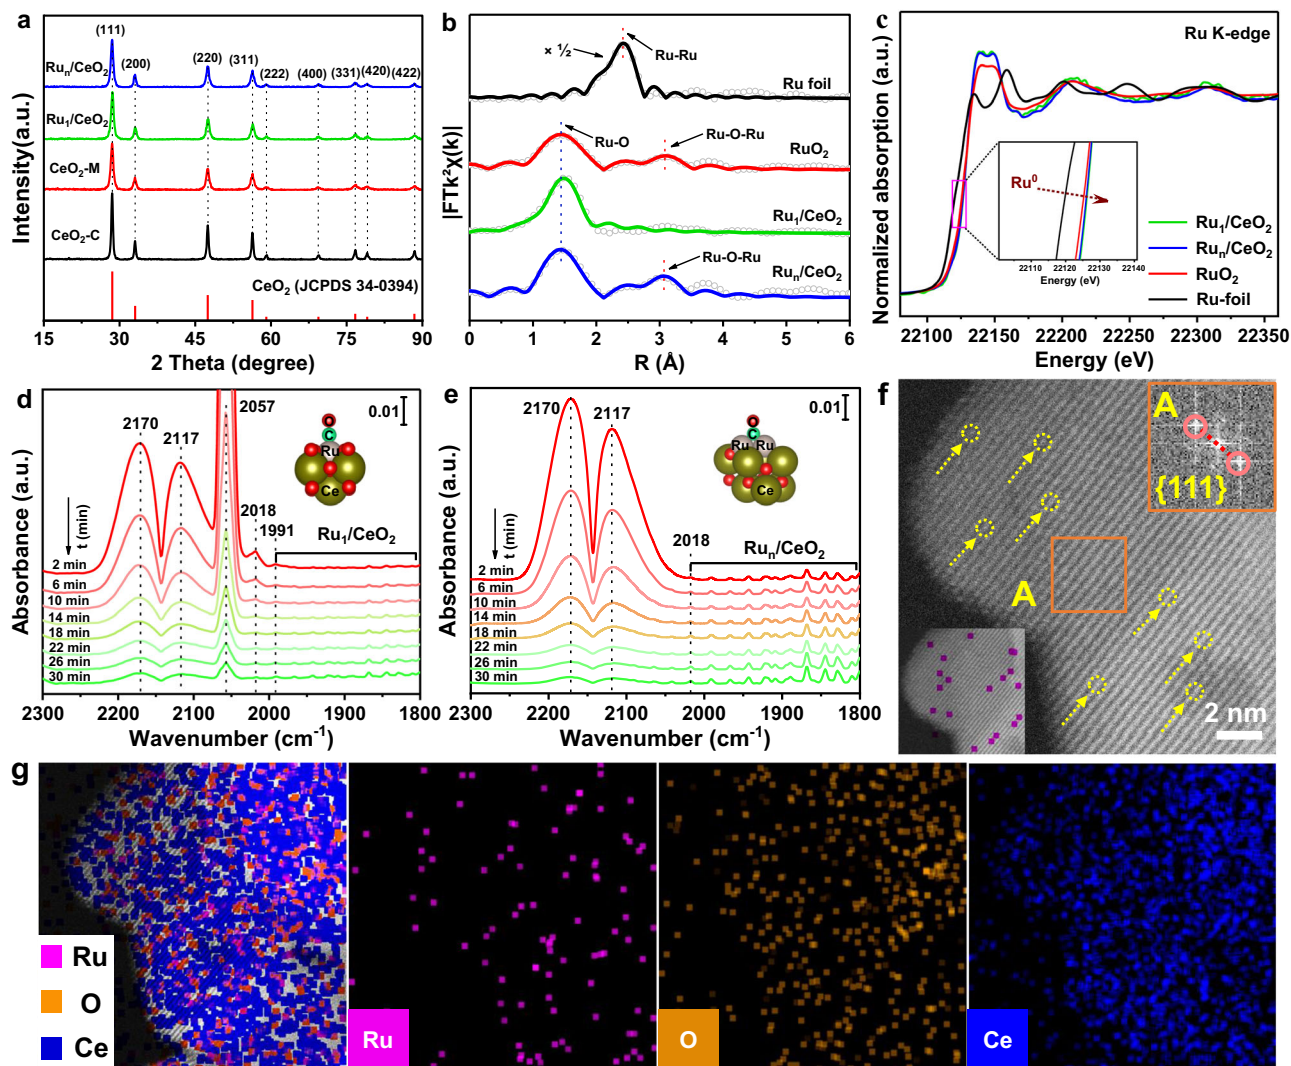 a
(111)
(200)
(220)
(311)
(222)
(400)
(331)
(420)
(422)
Ruₙ/CeO₂
Ru₁/CeO₂
CeO₂-M
CeO₂-C
CeO₂ (JCPDS 34-0394)
Intensity(a.u.)
15 30 45 60 75 90
2 Theta (degree)
b
× ½
Ru-Ru
Ru foil
Ru-O
Ru-O-Ru
RuO₂
Ru₁/CeO₂
Ru-O-Ru
Ruₙ/CeO₂
|FTk²χ(k)|
0 1 2 3 4 5 6
R (Å)
c
Ru K-edge
Ru⁰
22110 22120 22130 22140
Energy (eV)
Ru₁/CeO₂
Ruₙ/CeO₂
RuO₂
Ru-foil
Normalized absorption (a.u.)
22100 22150 22200 22250 22300 22350
Energy (eV)
d
2170
2117
2057
2018
1991
0.01
O
C
Ru
Ce
Ru₁/CeO₂
t (min)
2 min
6 min
10 min
14 min
18 min
22 min
26 min
30 min
Absorbance (a.u.)
2300 2200 2100 2000 1900 1800
Wavenumber (cm⁻¹)
e
2170
2117
2018
0.01
O
C
Ru Ru
Ce
Ruₙ/CeO₂
t (min)
2 min
6 min
10 min
14 min
18 min
22 min
26 min
30 min
Absorbance (a.u.)
2300 2200 2100 2000 1900 1800
Wavenumber (cm⁻¹)
f
A
{111}
A
2 nm
g
Ru
O
Ce
Ru
O
Ce